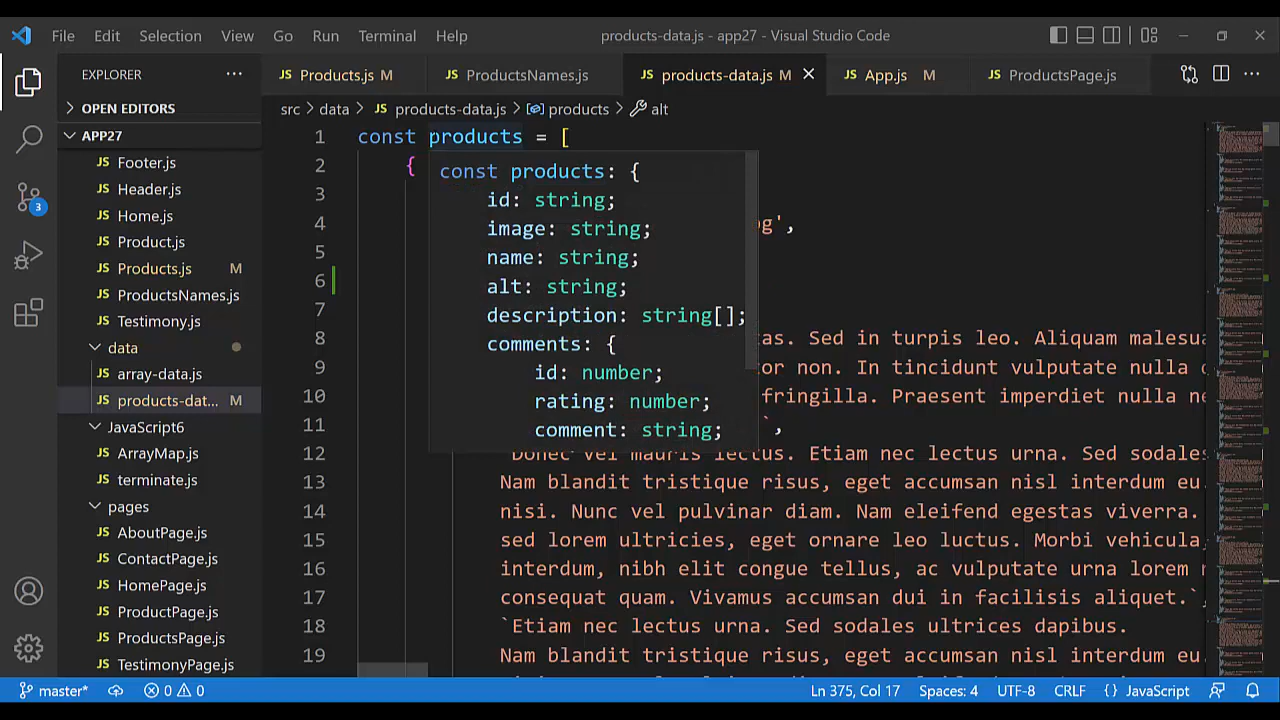 File Edit Selection View Go Run Terminal Help products-data.js - app27 - Visual Studio Code
EXPLORER
OPEN EDITORS
APP27
Footer.js
Header.js
Home.js
Product.js
Products.js M
ProductsNames.js
Testimony.js
data
array-data.js
products-dat... M
JavaScript6
ArrayMap.js
terminate.js
pages
AboutPage.js
ContactPage.js
HomePage.js
ProductPage.js
ProductsPage.js
TestimonyPage.js
3
JS Products.js M JS ProductsNames.js JS products-data.js M JS App.js M JS ProductsPage.js
src > data > JS products-data.js > products > alt
1 const products = [
2 {
3
4 g',
5
6
7
8 as. Sed in turpis leo. Aliquam malesua
9 or non. In tincidunt vulputate nulla
10 fringilla. Praesent imperdiet nulla ne
11 `,
12 `Donec vel mauris lectus. Etiam nec lectus urna. Sed sodales
13 Nam blandit tristique risus, eget accumsan nisl interdum eu.
14 nisi. Nunc vel pulvinar diam. Nam eleifend egestas viverra.
15 sed lorem ultricies, eget ornare leo luctus. Morbi vehicula,
16 interdum, nibh elit congue tellus, ac vulputate urna lorem
17 consequat quam. Vivamus accumsan dui in facilisis aliquet.`,
18 `Etiam nec lectus urna. Sed sodales ultrices dapibus.
19 Nam blandit tristique risus, eget accumsan nisl interdum eu.
const products: {
id: string;
image: string;
name: string;
alt: string;
description: string[];
comments: {
id: number;
rating: number;
comment: string;
master* 0 0 Ln 375, Col 17 Spaces: 4 UTF-8 CRLF {} JavaScript